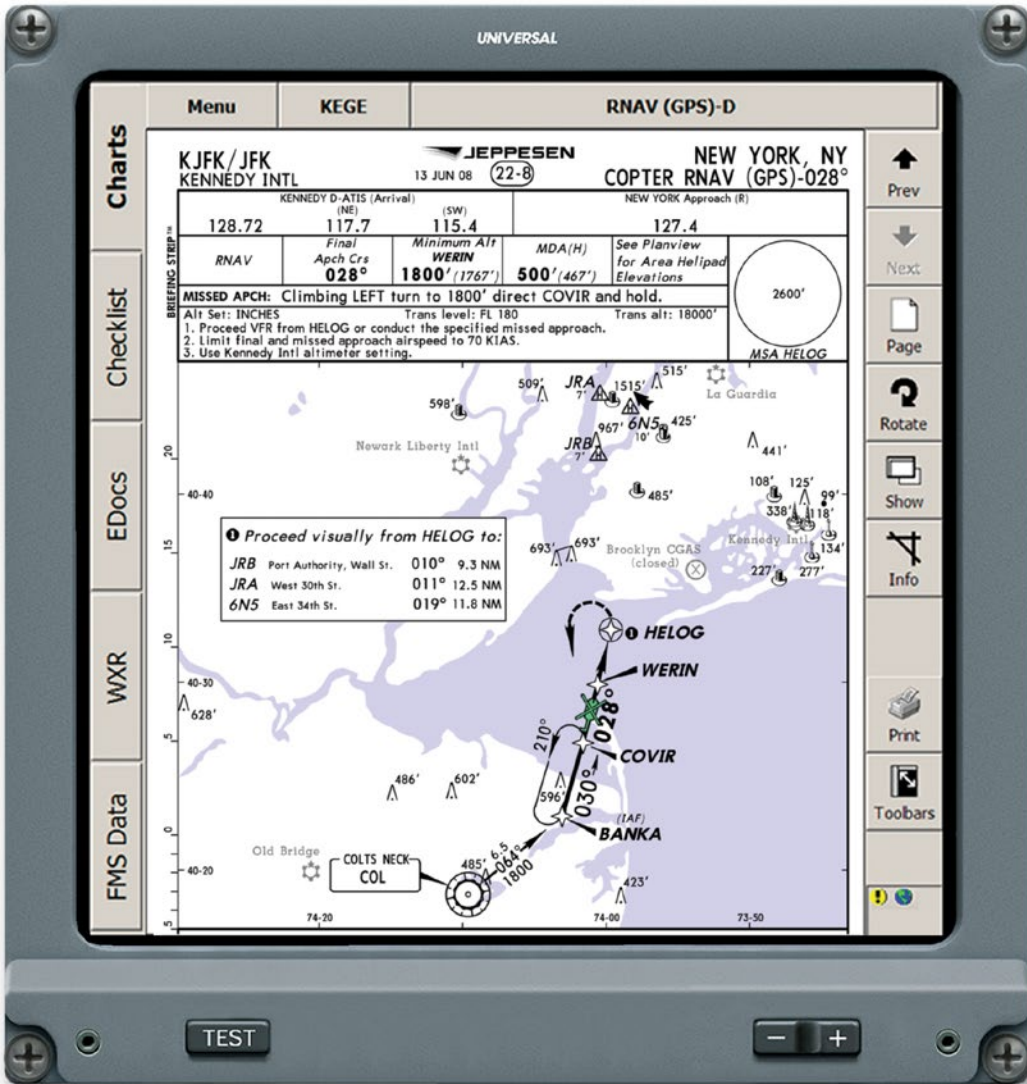 UNIVERSAL
Menu KEGE RNAV (GPS)-D
Charts
Checklist
EDocs
WXR
FMS Data
Prev
Next
Page
Rotate
Show
Info
Print
Toolbars
KJFK/JFK JEPPESEN NEW YORK, NY
KENNEDY INTL 13 JUN 08 22-8 COPTER RNAV (GPS)-028°
BRIEFING STRIP™
KENNEDY D-ATIS (Arrival) NEW YORK Approach (R)
(NE) (SW)
128.72 117.7 115.4 127.4
RNAV
Final
Apch Crs
028°
Minimum Alt
WERIN
1800' (1767')
MDA(H)
500' (467')
See Planview
for Area Helipad
Elevations
2600'
MSA HELOG
MISSED APCH: Climbing LEFT turn to 1800' direct COVIR and hold.
Alt Set: INCHES Trans level: FL 180 Trans alt: 18000'
1. Proceed VFR from HELOG or conduct the specified missed approach.
2. Limit final and missed approach airspeed to 70 KIAS.
3. Use Kennedy Intl altimeter setting.
509' JRA 1515' 515'
7'
La Guardia
598'
967' 6N5 425'
10'
JRB
7'
441'
Newark Liberty Intl
20
40-40
485'
108' 125' 99'
338' 118'
Kennedy Intl
134'
227' 277'
693' 693'
Brooklyn CGAS
(closed)
15
1 Proceed visually from HELOG to:
JRB Port Authority, Wall St. 010° 9.3 NM
JRA West 30th St. 011° 12.5 NM
6N5 East 34th St. 019° 11.8 NM
1 HELOG
10
WERIN
40-30
628'
028°
210°
5
COVIR
486' 602'
596'
030°
(IAF)
BANKA
0
Old Bridge
COLTS NECK
COL
485' 6.5
064°
1800
40-20
423'
5
74-20 74-00 73-50
TEST
- +